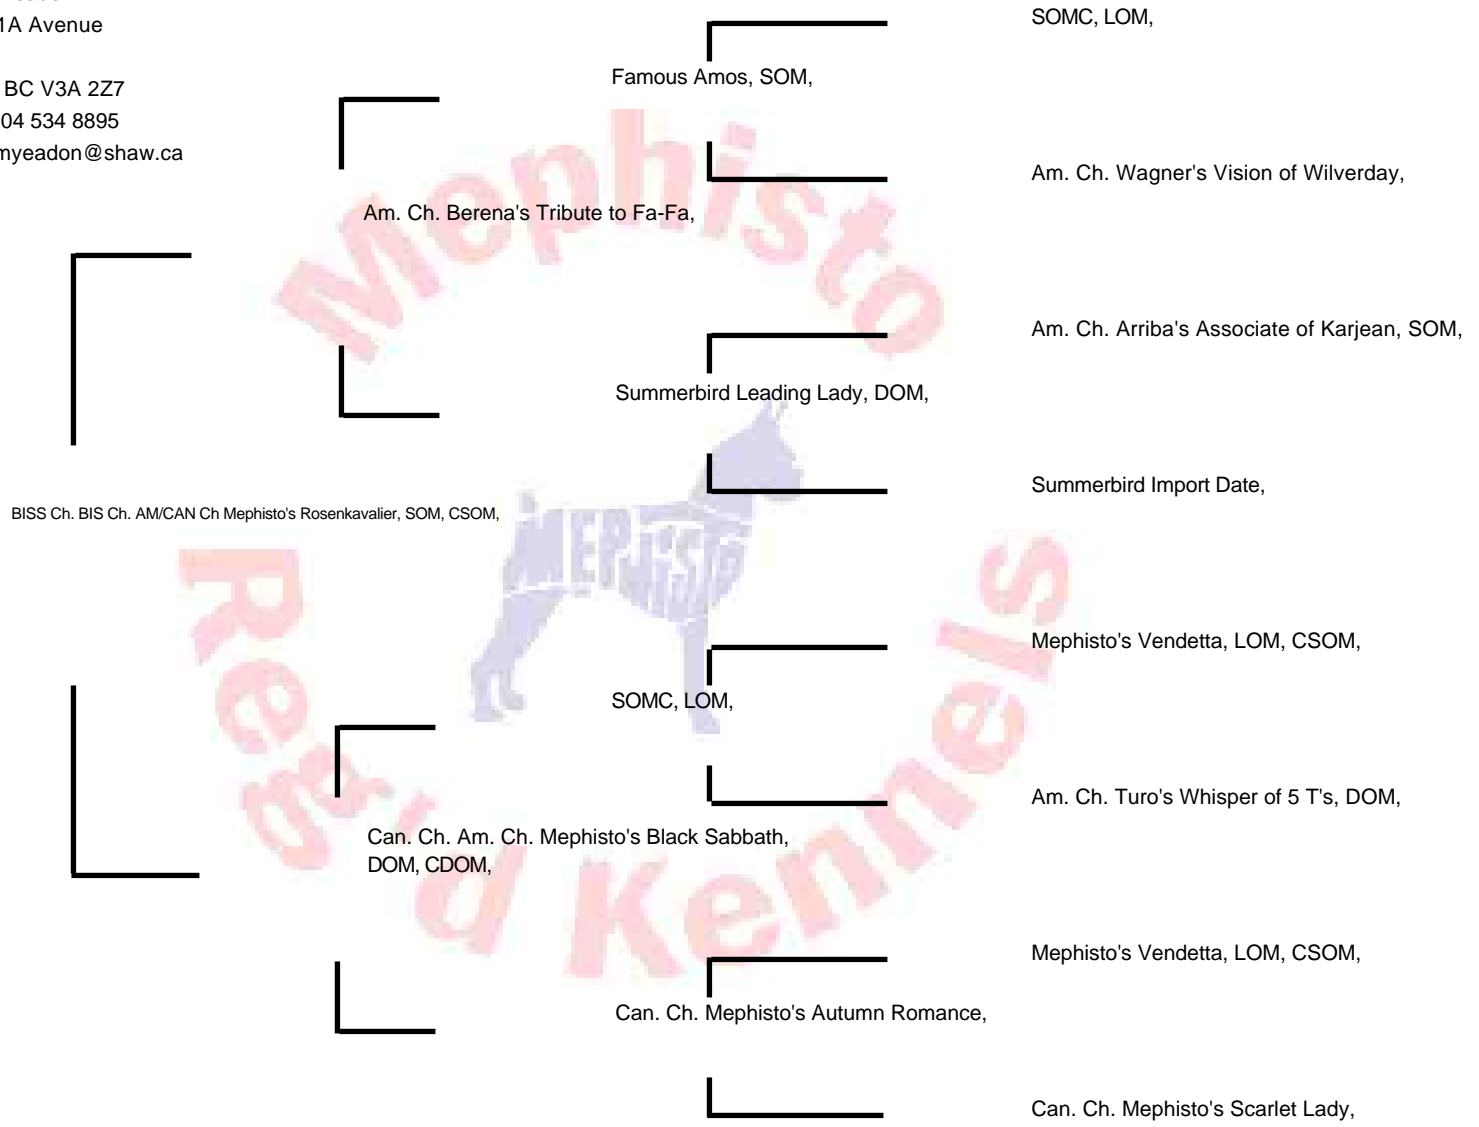 1A Avenue
BC V3A 2Z7
04 534 8895
myeadon@shaw.ca
SOMC, LOM,
Famous Amos, SOM,
Am. Ch. Wagner's Vision of Wilverday,
Am. Ch. Berena's Tribute to Fa-Fa,
Am. Ch. Arriba's Associate of Karjean, SOM,
Summerbird Leading Lady, DOM,
Summerbird Import Date,
BISS Ch. BIS Ch. AM/CAN Ch Mephisto's Rosenkavalier, SOM, CSOM,
Mephisto's Vendetta, LOM, CSOM,
SOMC, LOM,
Am. Ch. Turo's Whisper of 5 T's, DOM,
Can. Ch. Am. Ch. Mephisto's Black Sabbath,
DOM, CDOM,
Mephisto's Vendetta, LOM, CSOM,
Can. Ch. Mephisto's Autumn Romance,
Can. Ch. Mephisto's Scarlet Lady,
Mephisto
MEPHISTO
Reg'd Kennels